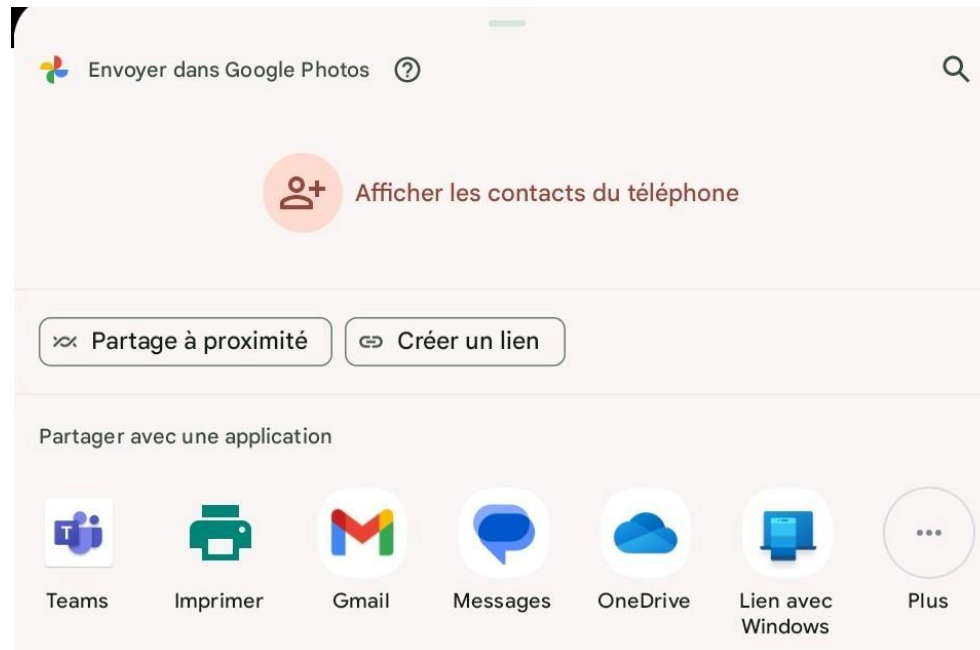 Envoyer dans Google Photos
Afficher les contacts du téléphone
Partage à proximité
Créer un lien
Partager avec une application
Teams
Imprimer
Gmail
Messages
OneDrive
Lien avec
Windows
Plus